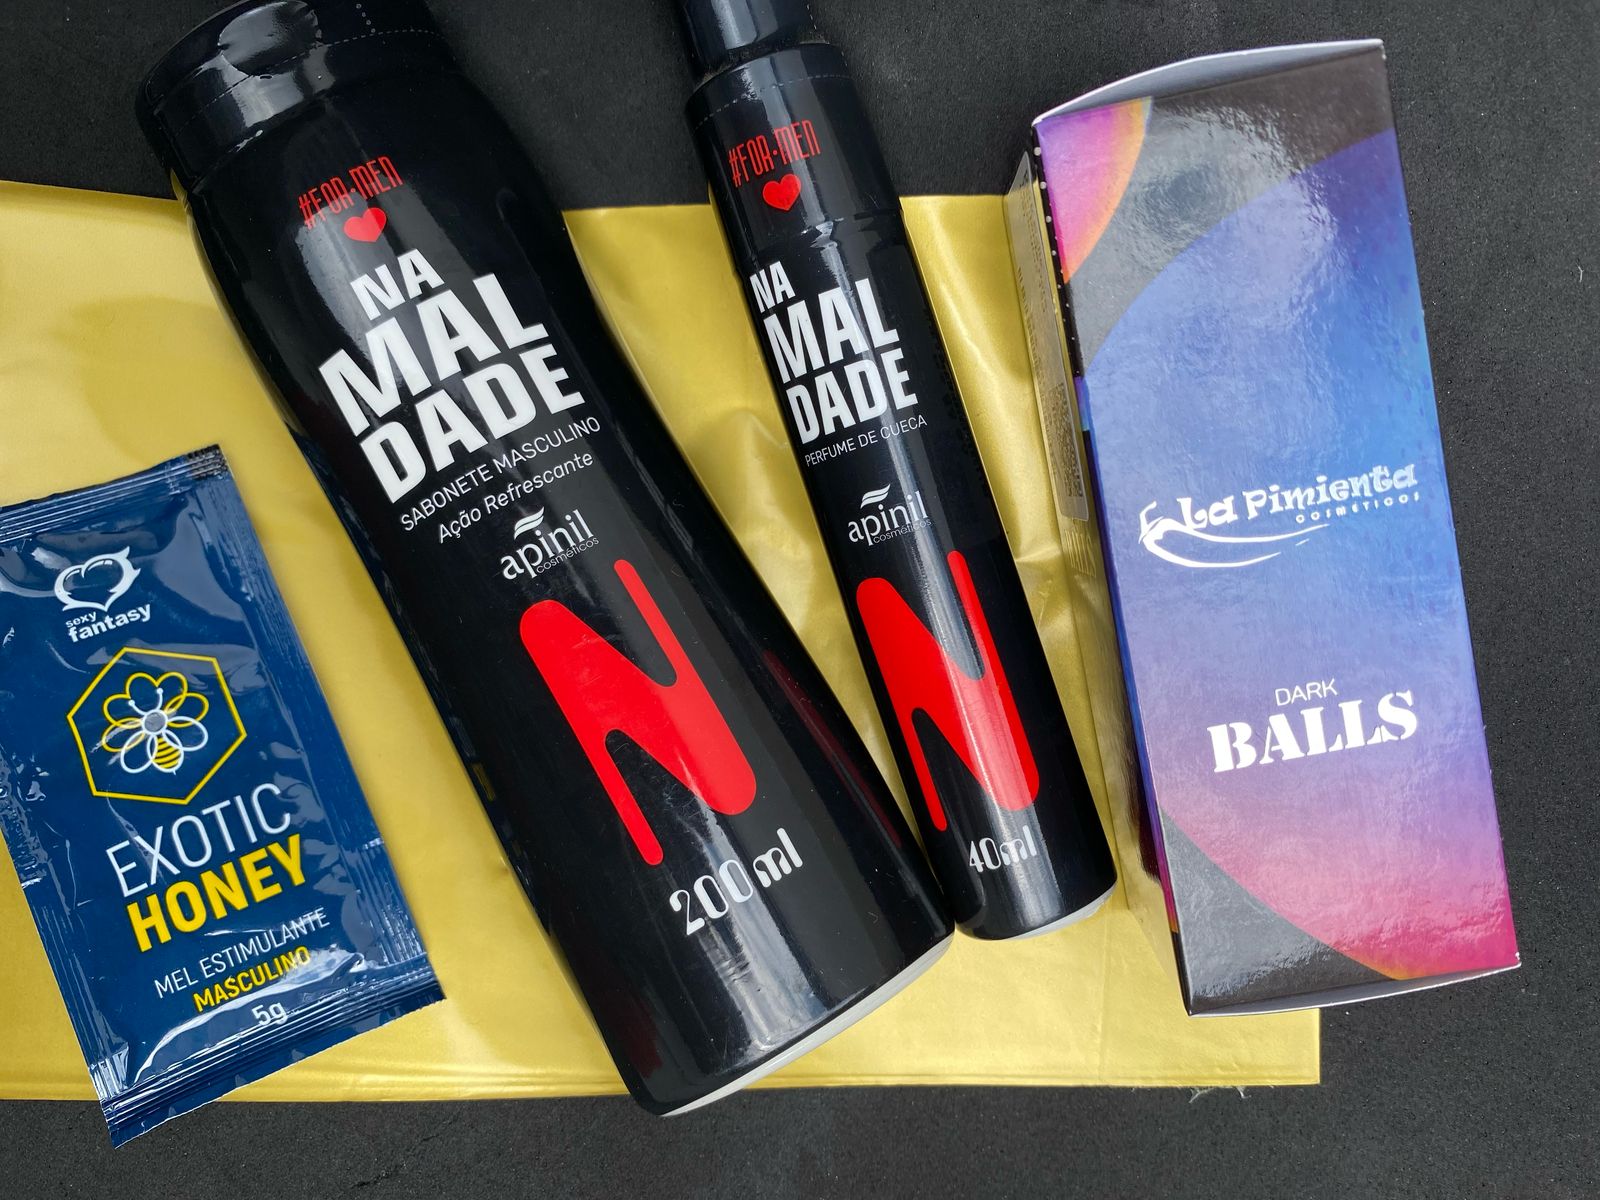 sexy
fantasy
EXOTIC
HONEY
MEL ESTIMULANTE
MASCULINO
5g
#FOR·MEN
NA
MAL
DADE
SABONETE MASCULINO
Ação Refrescante
apinil
cosméticos
N
200ml
#FOR·MEN
NA
MAL
DADE
PERFUME DE CUECA
apinil
cosméticos
N
40ml
La Pimienta
COSMÉTICOS
DARK
BALLS